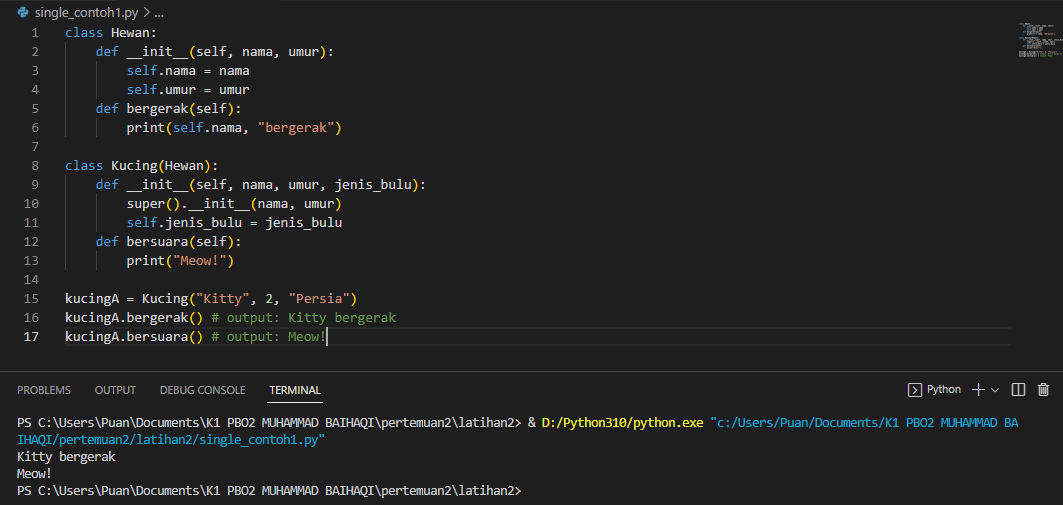 single_contoh1.py > ...
1 class Hewan:
2     def __init__(self, nama, umur):
3         self.nama = nama
4         self.umur = umur
5     def bergerak(self):
6         print(self.nama, "bergerak")
7
8 class Kucing(Hewan):
9     def __init__(self, nama, umur, jenis_bulu):
10         super().__init__(nama, umur)
11         self.jenis_bulu = jenis_bulu
12     def bersuara(self):
13         print("Meow!")
14
15 kucingA = Kucing("Kitty", 2, "Persia")
16 kucingA.bergerak() # output: Kitty bergerak
17 kucingA.bersuara() # output: Meow!
PROBLEMS OUTPUT DEBUG CONSOLE TERMINAL Python
PS C:\Users\Puan\Documents\K1 PBO2 MUHAMMAD BAIHAQI\pertemuan2\latihan2> & D:/Python310/python.exe "c:/Users/Puan/Documents/K1 PBO2 MUHAMMAD BA
IHAQI/pertemuan2/latihan2/single_contoh1.py"
Kitty bergerak
Meow!
PS C:\Users\Puan\Documents\K1 PBO2 MUHAMMAD BAIHAQI\pertemuan2\latihan2>